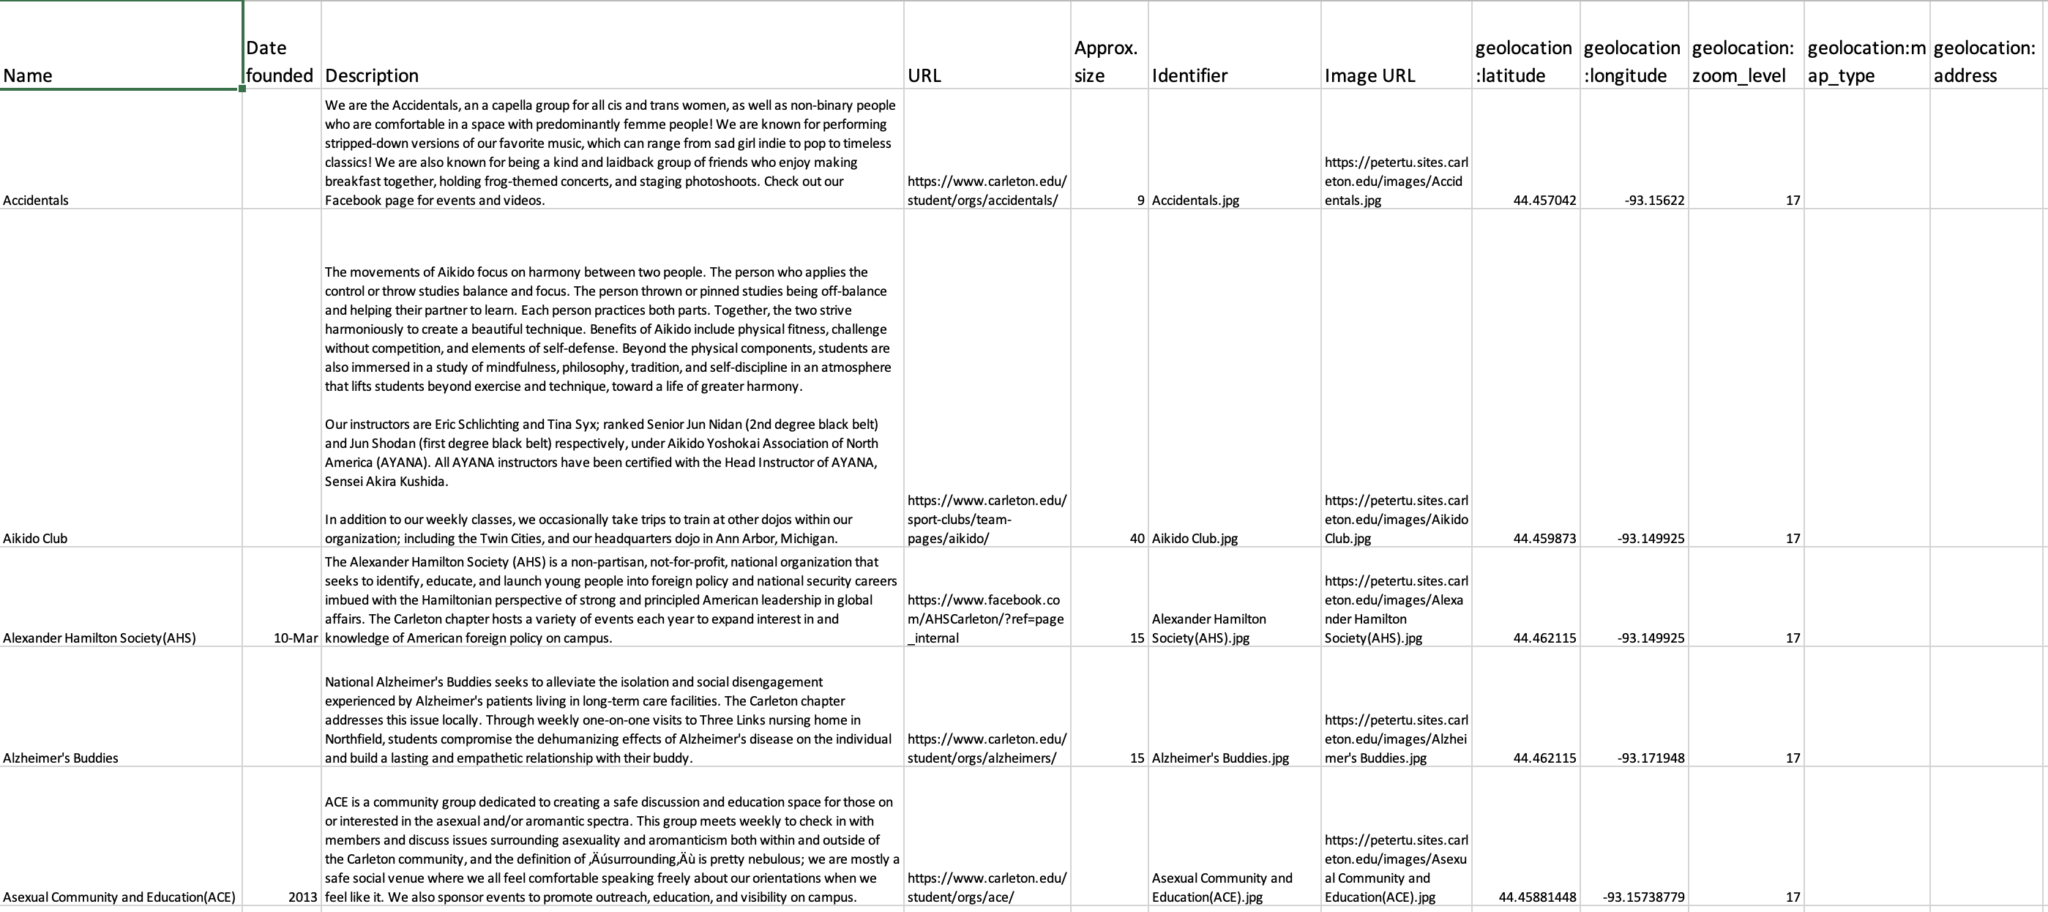 Name
Date
founded
Description
URL
Approx.
size
Identifier
Image URL
geolocation
:latitude
geolocation
:longitude
geolocation:
zoom_level
geolocation:m
ap_type
geolocation:
address
Accidentals
We are the Accidentals, an a capella group for all cis and trans women, as well as non-binary people
who are comfortable in a space with predominantly femme people! We are known for performing
stripped-down versions of our favorite music, which can range from sad girl indie to pop to timeless
classics! We are also known for being a kind and laidback group of friends who enjoy making
breakfast together, holding frog-themed concerts, and staging photoshoots. Check out our
Facebook page for events and videos.
https://www.carleton.edu/
student/orgs/accidentals/
9
Accidentals.jpg
https://petertu.sites.carl
eton.edu/images/Accid
entals.jpg
44.457042
-93.15622
17
Aikido Club
The movements of Aikido focus on harmony between two people. The person who applies the
control or throw studies balance and focus. The person thrown or pinned studies being off-balance
and helping their partner to learn. Each person practices both parts. Together, the two strive
harmoniously to create a beautiful technique. Benefits of Aikido include physical fitness, challenge
without competition, and elements of self-defense. Beyond the physical components, students are
also immersed in a study of mindfulness, philosophy, tradition, and self-discipline in an atmosphere
that lifts students beyond exercise and technique, toward a life of greater harmony.
Our instructors are Eric Schlichting and Tina Syx; ranked Senior Jun Nidan (2nd degree black belt)
and Jun Shodan (first degree black belt) respectively, under Aikido Yoshokai Association of North
America (AYANA). All AYANA instructors have been certified with the Head Instructor of AYANA,
Sensei Akira Kushida.
In addition to our weekly classes, we occasionally take trips to train at other dojos within our
organization; including the Twin Cities, and our headquarters dojo in Ann Arbor, Michigan.
https://www.carleton.edu/
sport-clubs/team-
pages/aikido/
40
Aikido Club.jpg
https://petertu.sites.carl
eton.edu/images/Aikido
Club.jpg
44.459873
-93.149925
17
Alexander Hamilton Society(AHS)
10-Mar
The Alexander Hamilton Society (AHS) is a non-partisan, not-for-profit, national organization that
seeks to identify, educate, and launch young people into foreign policy and national security careers
imbued with the Hamiltonian perspective of strong and principled American leadership in global
affairs. The Carleton chapter hosts a variety of events each year to expand interest in and
knowledge of American foreign policy on campus.
https://www.facebook.co
m/AHSCarleton/?ref=page
_internal
15
Alexander Hamilton
Society(AHS).jpg
https://petertu.sites.carl
eton.edu/images/Alexa
nder Hamilton
Society(AHS).jpg
44.462115
-93.149925
17
Alzheimer's Buddies
National Alzheimer's Buddies seeks to alleviate the isolation and social disengagement
experienced by Alzheimer's patients living in long-term care facilities. The Carleton chapter
addresses this issue locally. Through weekly one-on-one visits to Three Links nursing home in
Northfield, students compromise the dehumanizing effects of Alzheimer's disease on the individual
and build a lasting and empathetic relationship with their buddy.
https://www.carleton.edu/
student/orgs/alzheimers/
15
Alzheimer's Buddies.jpg
https://petertu.sites.carl
eton.edu/images/Alzhei
mer's Buddies.jpg
44.462115
-93.171948
17
Asexual Community and Education(ACE)
2013
ACE is a community group dedicated to creating a safe discussion and education space for those on
or interested in the asexual and/or aromantic spectra. This group meets weekly to check in with
members and discuss issues surrounding asexuality and aromanticism both within and outside of
the Carleton community, and the definition of ‚Äúsurrounding‚Äù is pretty nebulous; we are mostly a
safe social venue where we all feel comfortable speaking freely about our orientations when we
feel like it. We also sponsor events to promote outreach, education, and visibility on campus.
https://www.carleton.edu/
student/orgs/ace/
Asexual Community and
Education(ACE).jpg
https://petertu.sites.carl
eton.edu/images/Asexu
al Community and
Education(ACE).jpg
44.45881448
-93.15738779
17